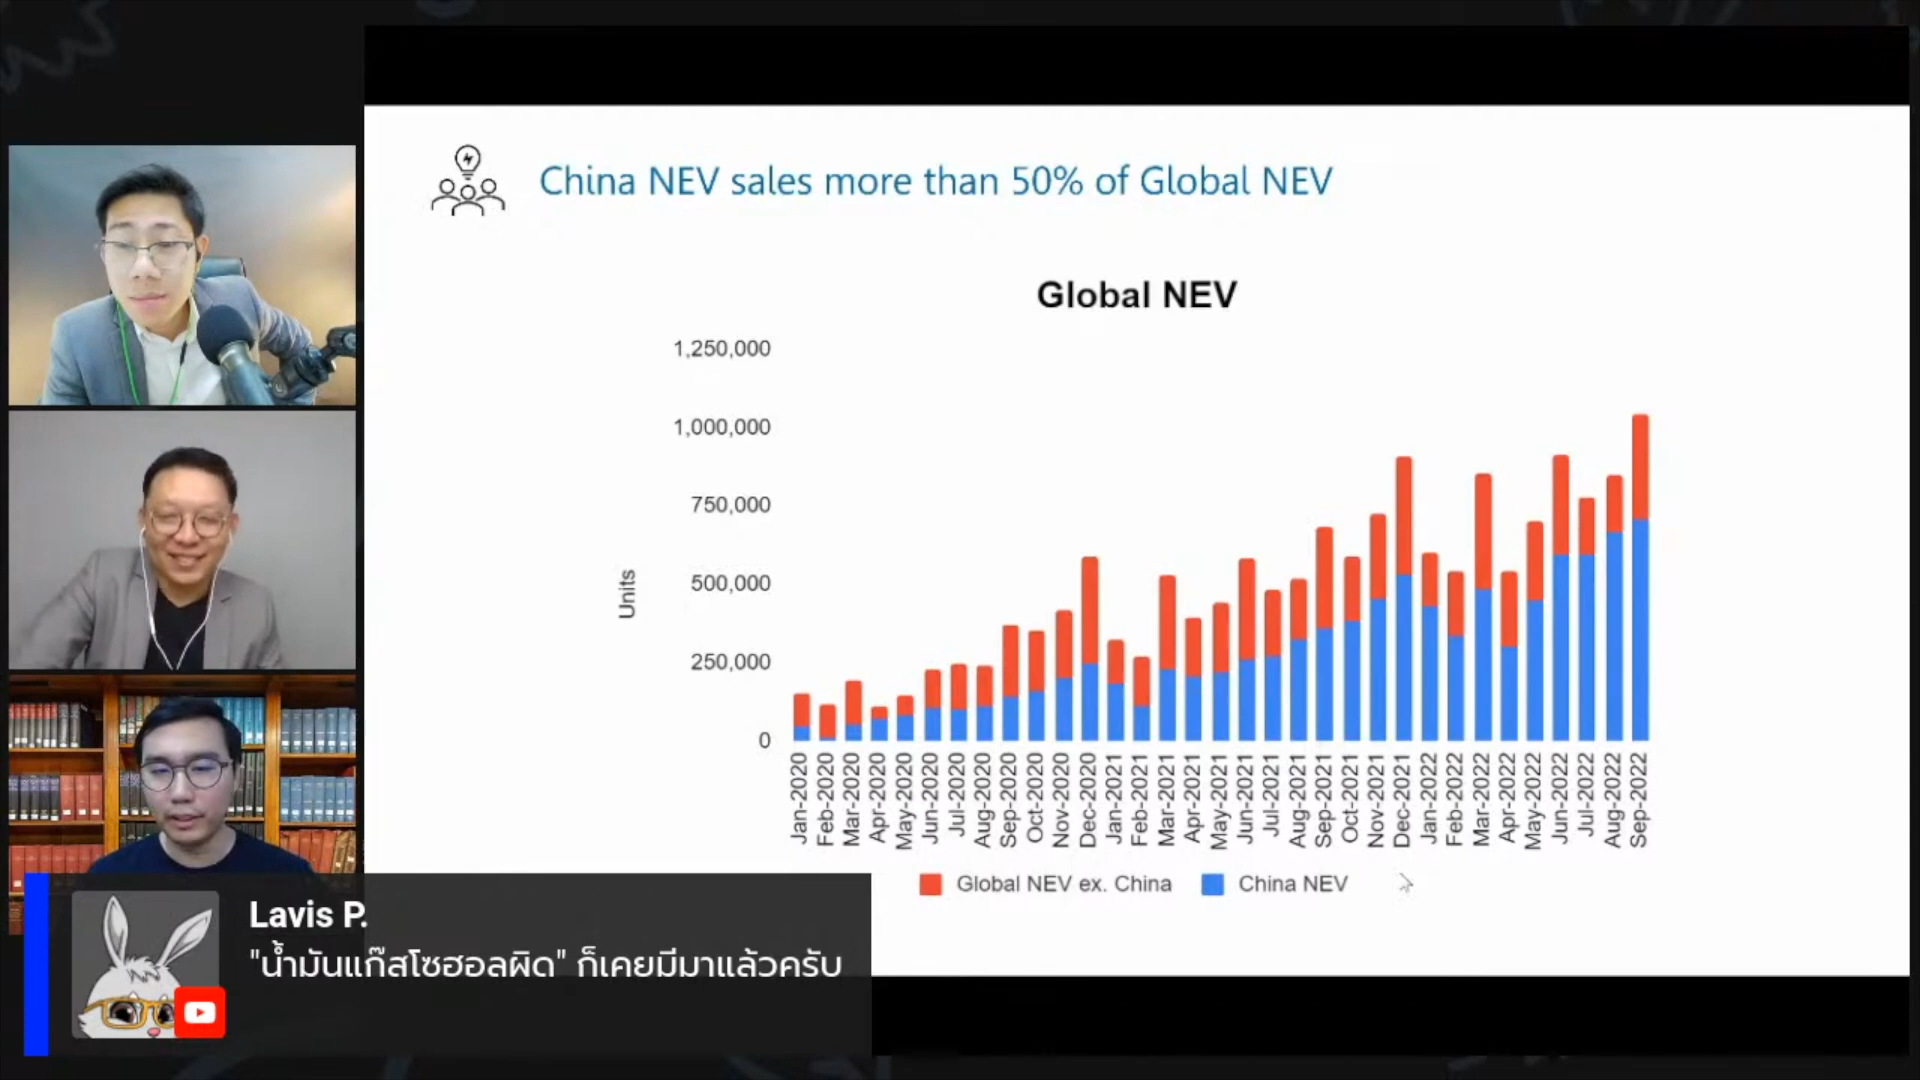 China NEV sales more than 50% of Global NEV
Global NEV
1,250,000
1,000,000
750,000
500,000
250,000
0
Units
Jan-2020
Feb-2020
Mar-2020
Apr-2020
May-2020
Jun-2020
Jul-2020
Aug-2020
Sep-2020
Oct-2020
Nov-2020
Dec-2020
Jan-2021
Feb-2021
Mar-2021
Apr-2021
May-2021
Jun-2021
Jul-2021
Aug-2021
Sep-2021
Oct-2021
Nov-2021
Dec-2021
Jan-2022
Feb-2022
Mar-2022
Apr-2022
May-2022
Jun-2022
Jul-2022
Aug-2022
Sep-2022
Global NEV ex. China
China NEV
Lavis P.
"น้ำมันแก๊สโซฮอลผิด" ก็เคยมีมาแล้วครับ